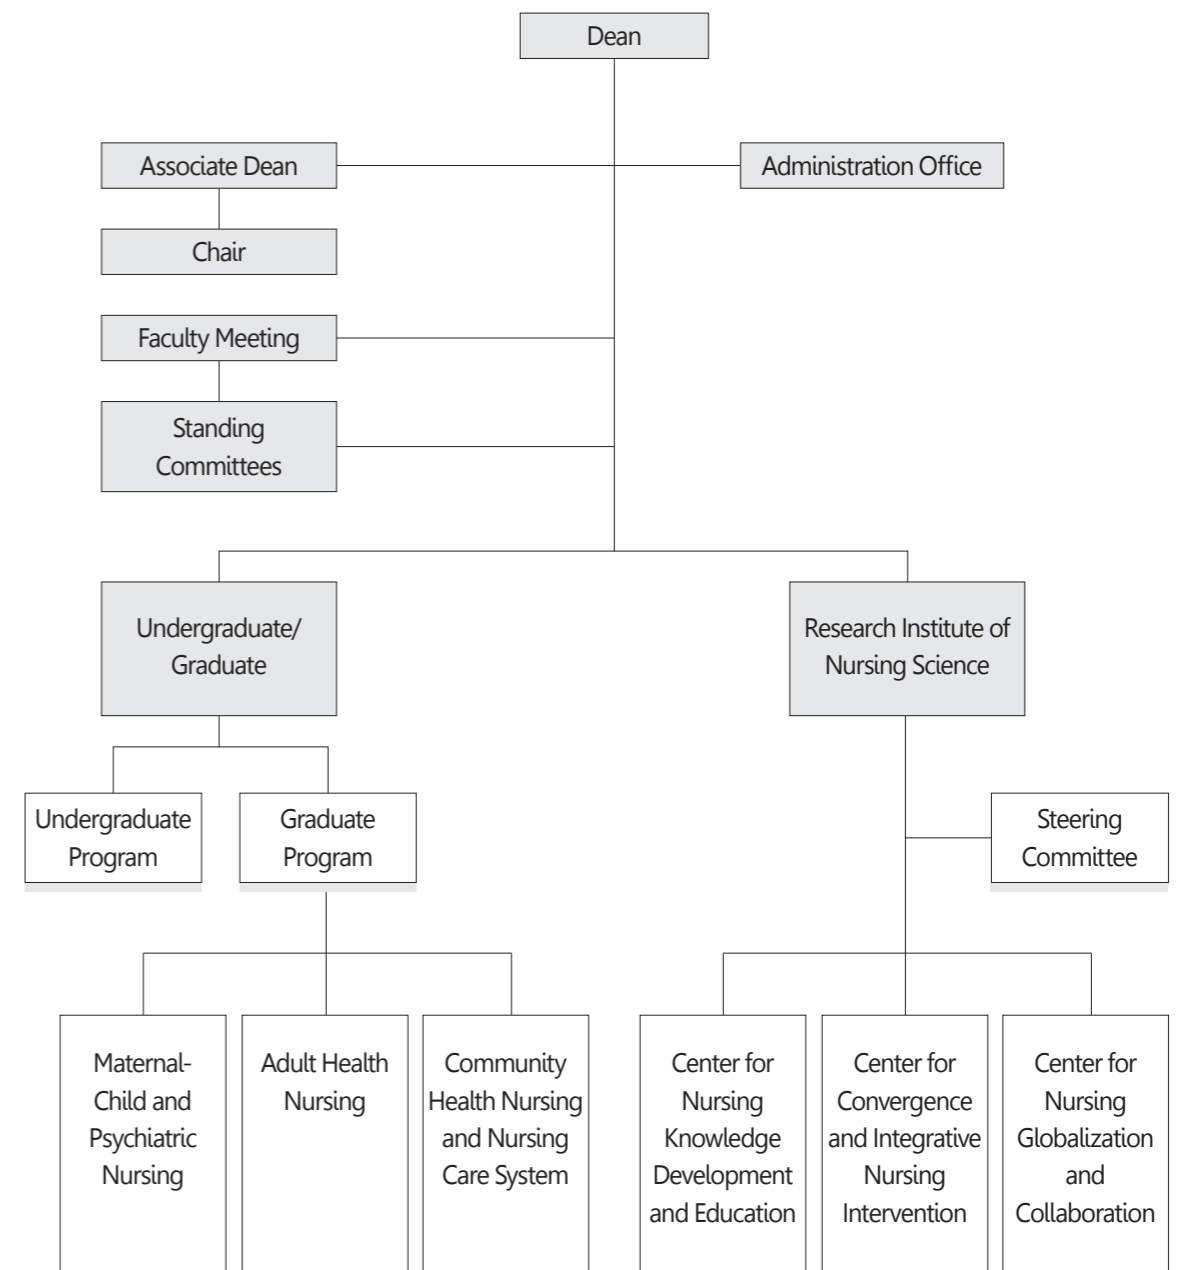 Dean
Associate Dean
Administration Office
Chair
Faculty Meeting
Standing
Committees
Undergraduate/
Graduate
Research Institute of
Nursing Science
Undergraduate
Program
Graduate
Program
Steering
Committee
Maternal-
Child and
Psychiatric
Nursing
Adult Health
Nursing
Community
Health Nursing
and Nursing
Care System
Center for
Nursing
Knowledge
Development
and Education
Center for
Convergence
and Integrative
Nursing
Intervention
Center for
Nursing
Globalization
and
Collaboration